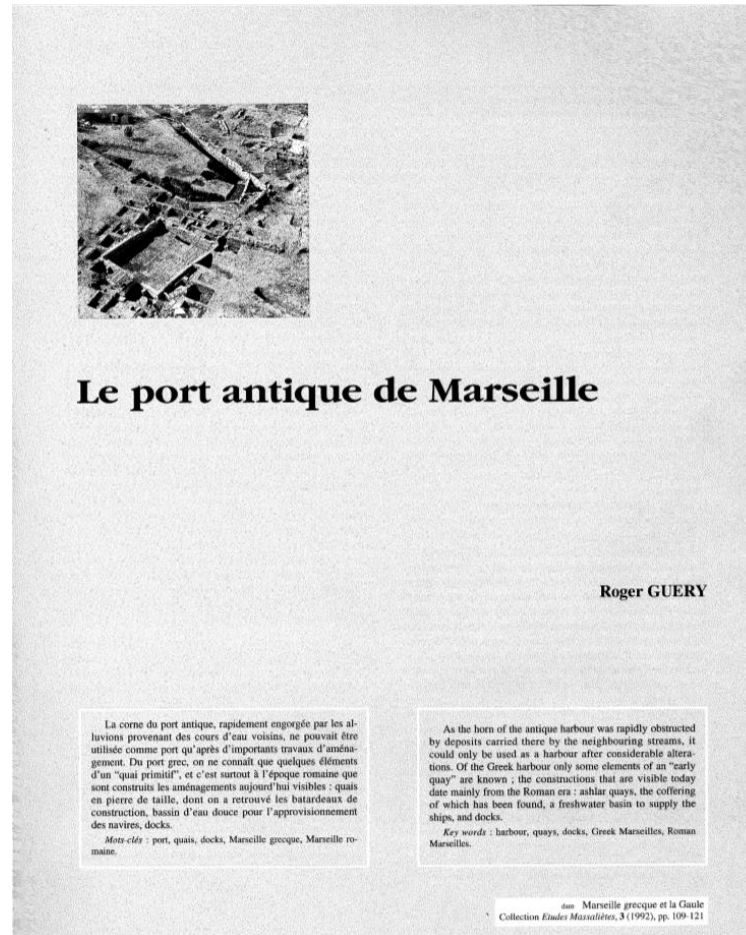 Le port antique de Marseille
Roger GUERY
La corne du port antique, rapidement engorgée par les al-
luvions provenant des cours d'eau voisins, ne pouvait être
utilisée comme port qu'après d'importants travaux d'aména-
gement. Du port grec, on ne connaît que quelques éléments
d'un "quai primitif", et c'est surtout à l'époque romaine que
sont construits les aménagements aujourd'hui visibles : quais
en pierre de taille, dont on a retrouvé les batardeaux de
construction, bassin d'eau douce pour l'approvisionnement
des navires, docks.
Mots-clés : port, quais, docks, Marseille grecque, Marseille ro-
maine.
As the horn of the antique harbour was rapidly obstructed
by deposits carried there by the neighbouring streams, it
could only be used as a harbour after considerable altera-
tions. Of the Greek harbour only some elements of an "early
quay" are known ; the constructions that are visible today
date mainly from the Roman era : ashlar quays, the coffering
of which has been found, a freshwater basin to supply the
ships, and docks.
Key words : harbour, quays, docks, Greek Marseilles, Roman
Marseilles.
dans Marseille grecque et la Gaule
Collection Etudes Massaliètes, 3 (1992), pp. 109-121